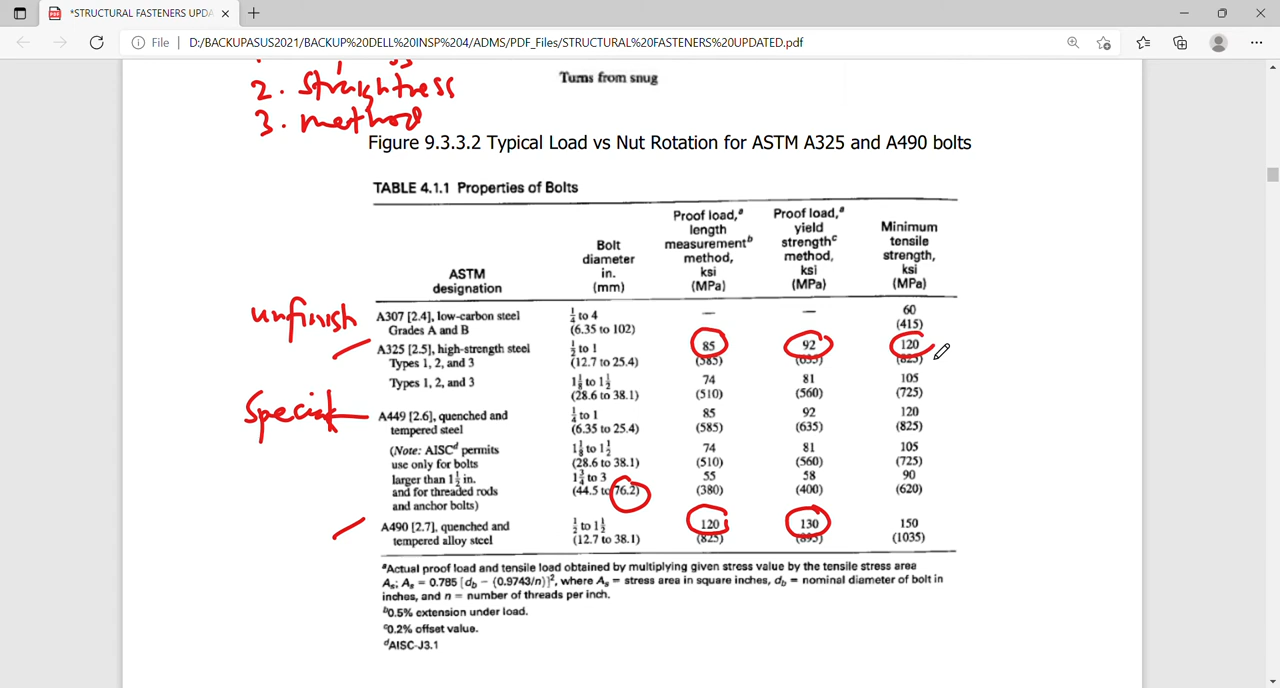 *STRUCTURAL FASTENERS UPDA
File | D:/BACKUPASUS2021/BACKUP%20DELL%20INSP%204/ADMS/PDF_Files/STRUCTURAL%20FASTENERS%20UPDATED.pdf
2. Straightness
3. method
Turns from snug
Figure 9.3.3.2 Typical Load vs Nut Rotation for ASTM A325 and A490 bolts
TABLE 4.1.1 Properties of Bolts
ASTM designation Bolt diameter in. (mm) Proof load,ᵃ length measurementᵇ method, ksi (MPa) Proof load,ᵃ yield strengthᶜ method, ksi (MPa) Minimum tensile strength, ksi (MPa)
unfinish
A307 [2.4], low-carbon steel ¼ to 4 — — 60
Grades A and B (6.35 to 102) (415)
A325 [2.5], high-strength steel ½ to 1 85 92 120
Types 1, 2, and 3 (12.7 to 25.4) (585) (635) (825)
Types 1, 2, and 3 1⅛ to 1½ 74 81 105
(28.6 to 38.1) (510) (560) (725)
Special
A449 [2.6], quenched and ¼ to 1 85 92 120
tempered steel (6.35 to 25.4) (585) (635) (825)
(Note: AISCᵈ permits 1⅛ to 1½ 74 81 105
use only for bolts (28.6 to 38.1) (510) (560) (725)
larger than 1½ in. 1¾ to 3 55 58 90
and for threaded rods (44.5 to 76.2) (380) (400) (620)
and anchor bolts)
A490 [2.7], quenched and ½ to 1½ 120 130 150
tempered alloy steel (12.7 to 38.1) (825) (895) (1035)
ᵃActual proof load and tensile load obtained by multiplying given stress value by the tensile stress area
Aₛ; Aₛ = 0.785 [d_b − (0.9743/n)]², where Aₛ = stress area in square inches, d_b = nominal diameter of bolt in
inches, and n = number of threads per inch.
ᵇ0.5% extension under load.
ᶜ0.2% offset value.
ᵈAISC-J3.1